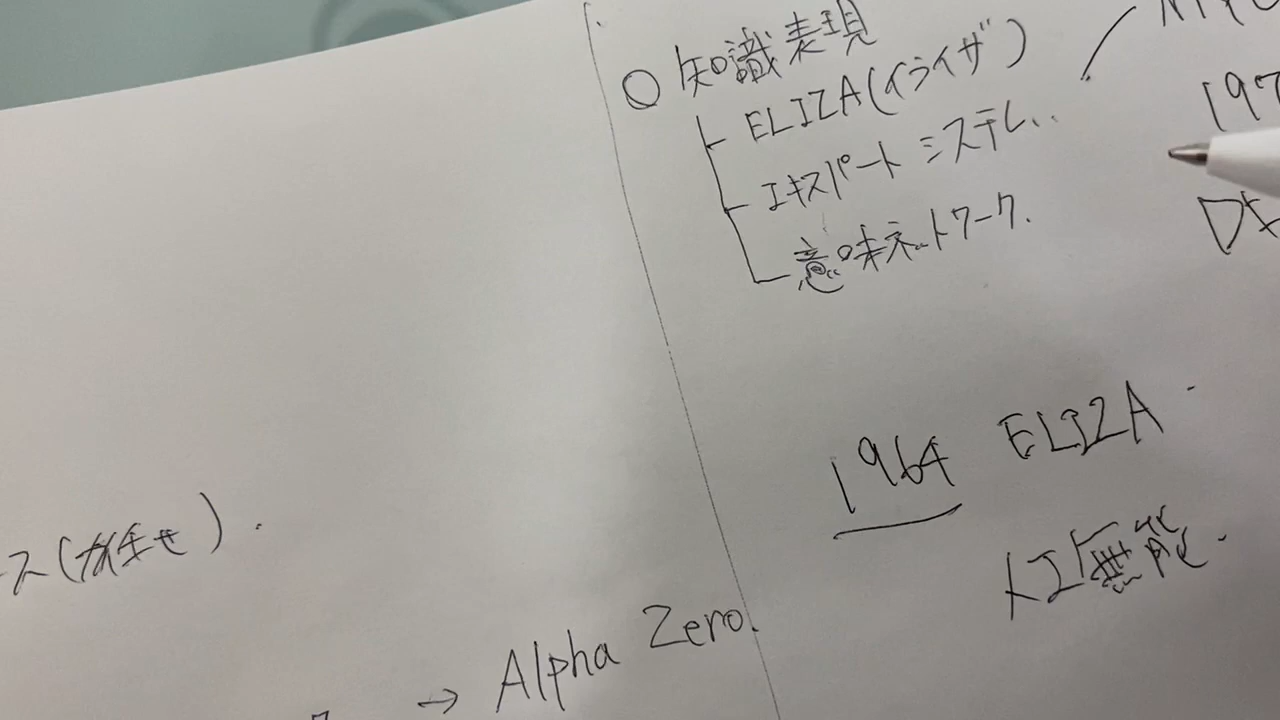 ○知識表現
ELIZA(イライザ)
エキスパートシステム..
意味ネットワーク.
197
1964 ELIZA.
人工「無能.
ス(力任せ).
→ Alpha Zero.